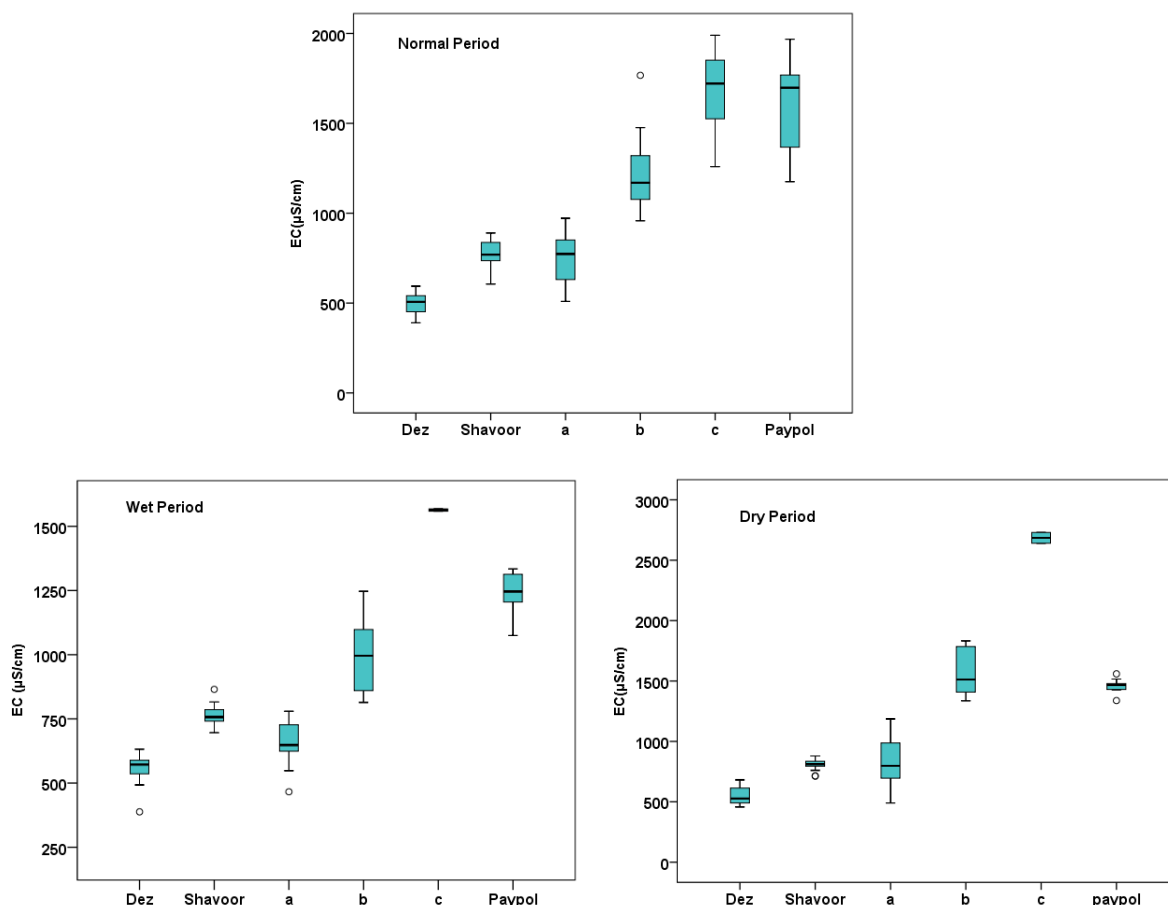 Normal Period
EC(µS/cm)
2000
1500
1000
500
0
Dez Shavoor a b c Paypol
Wet Period
EC (µS/cm)
1500
1250
1000
750
500
250
Dez Shavoor a b c Paypol
Dry Period
EC(µS/cm)
3000
2500
2000
1500
1000
500
0
Dez Shavoor a b c paypol